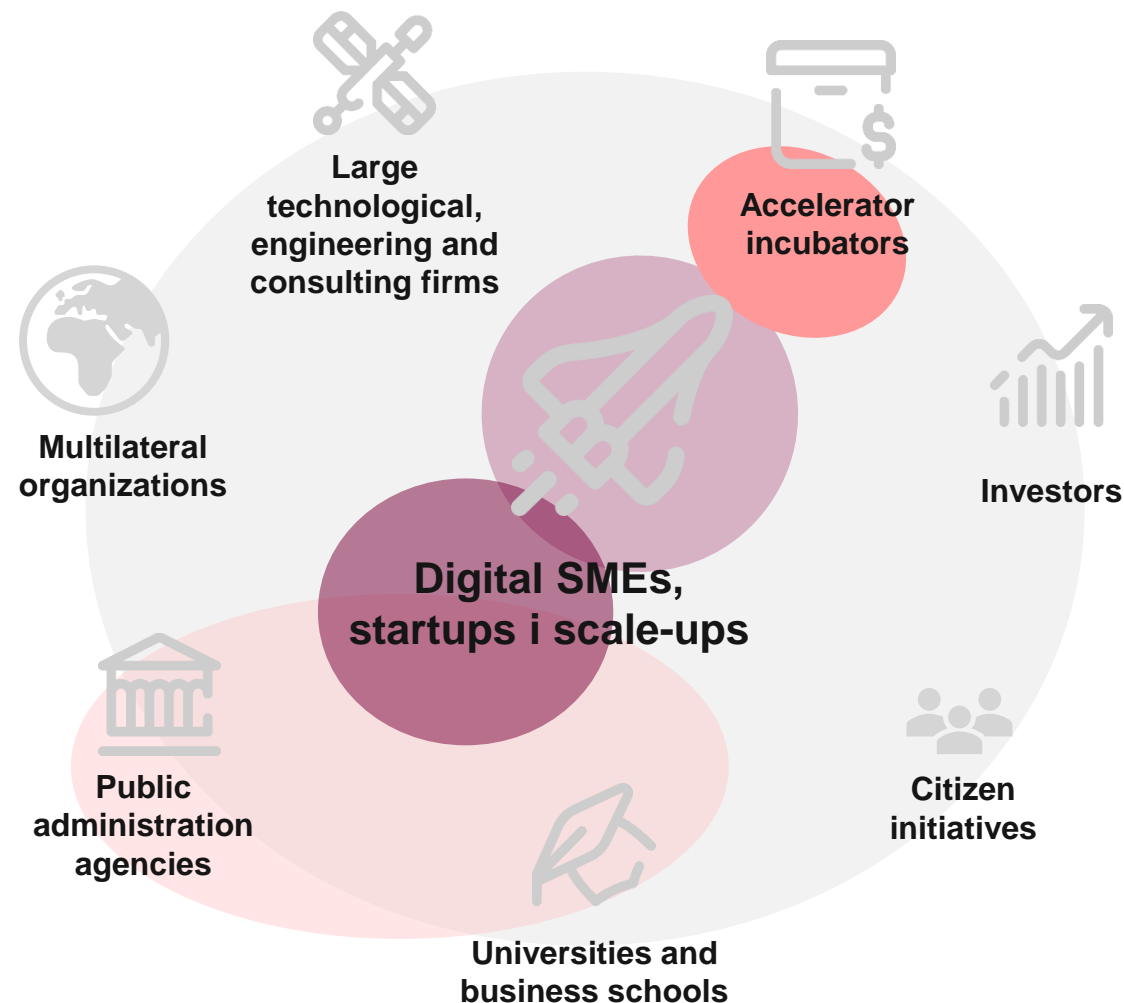 Large
technological,
engineering and
consulting firms
Accelerator
incubators
Multilateral
organizations
Investors
Digital SMEs,
startups i scale-ups
Public
administration
agencies
Citizen
initiatives
Universities and
business schools